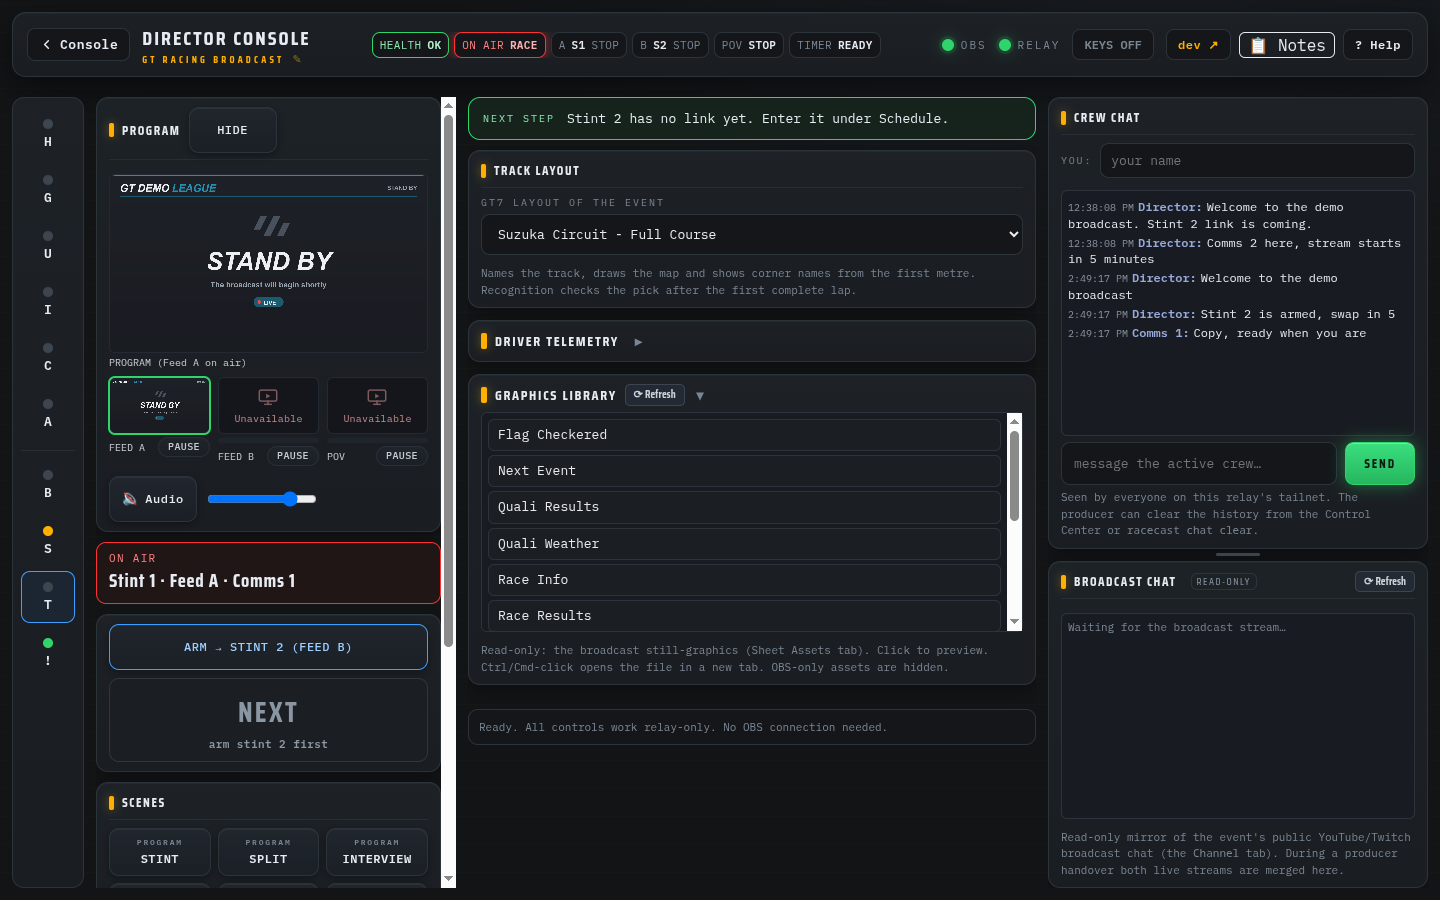 Console
DIRECTOR CONSOLE
GT RACING BROADCAST
HEALTH OK
ON AIR RACE
A S1 STOP
B S2 STOP
POV STOP
TIMER READY
OBS
RELAY
KEYS OFF
dev ↗
📋 Notes
? Help
H
G
U
I
C
A
B
S
T
!
PROGRAM
HIDE
GT DEMO LEAGUE
STAND BY
STAND BY
The broadcast will begin shortly
LIVE
PROGRAM (Feed A on air)
STAND BY
Unavailable
Unavailable
FEED A
PAUSE
FEED B
PAUSE
POV
PAUSE
Audio
ON AIR
Stint 1 · Feed A · Comms 1
ARM → STINT 2 (FEED B)
NEXT
arm stint 2 first
SCENES
PROGRAM
STINT
PROGRAM
SPLIT
PROGRAM
INTERVIEW
NEXT STEP Stint 2 has no link yet. Enter it under Schedule.
TRACK LAYOUT
GT7 LAYOUT OF THE EVENT
Suzuka Circuit - Full Course
Names the track, draws the map and shows corner names from the first metre.
Recognition checks the pick after the first complete lap.
DRIVER TELEMETRY ▶
GRAPHICS LIBRARY
⟳ Refresh
▼
Flag Checkered
Next Event
Quali Results
Quali Weather
Race Info
Race Results
Read-only: the broadcast still-graphics (Sheet Assets tab). Click to preview.
Ctrl/Cmd-click opens the file in a new tab. OBS-only assets are hidden.
Ready. All controls work relay-only. No OBS connection needed.
CREW CHAT
YOU:
your name
12:38:08 PM Director: Welcome to the demo
broadcast. Stint 2 link is coming.
12:38:08 PM Director: Comms 2 here, stream starts
in 5 minutes
2:49:17 PM Director: Welcome to the demo
broadcast
2:49:17 PM Director: Stint 2 is armed, swap in 5
2:49:17 PM Comms 1: Copy, ready when you are
message the active crew…
SEND
Seen by everyone on this relay's tailnet. The
producer can clear the history from the Control
Center or racecast chat clear.
BROADCAST CHAT
READ-ONLY
⟳ Refresh
Waiting for the broadcast stream…
Read-only mirror of the event's public YouTube/Twitch
broadcast chat (the Channel tab). During a producer
handover both live streams are merged here.